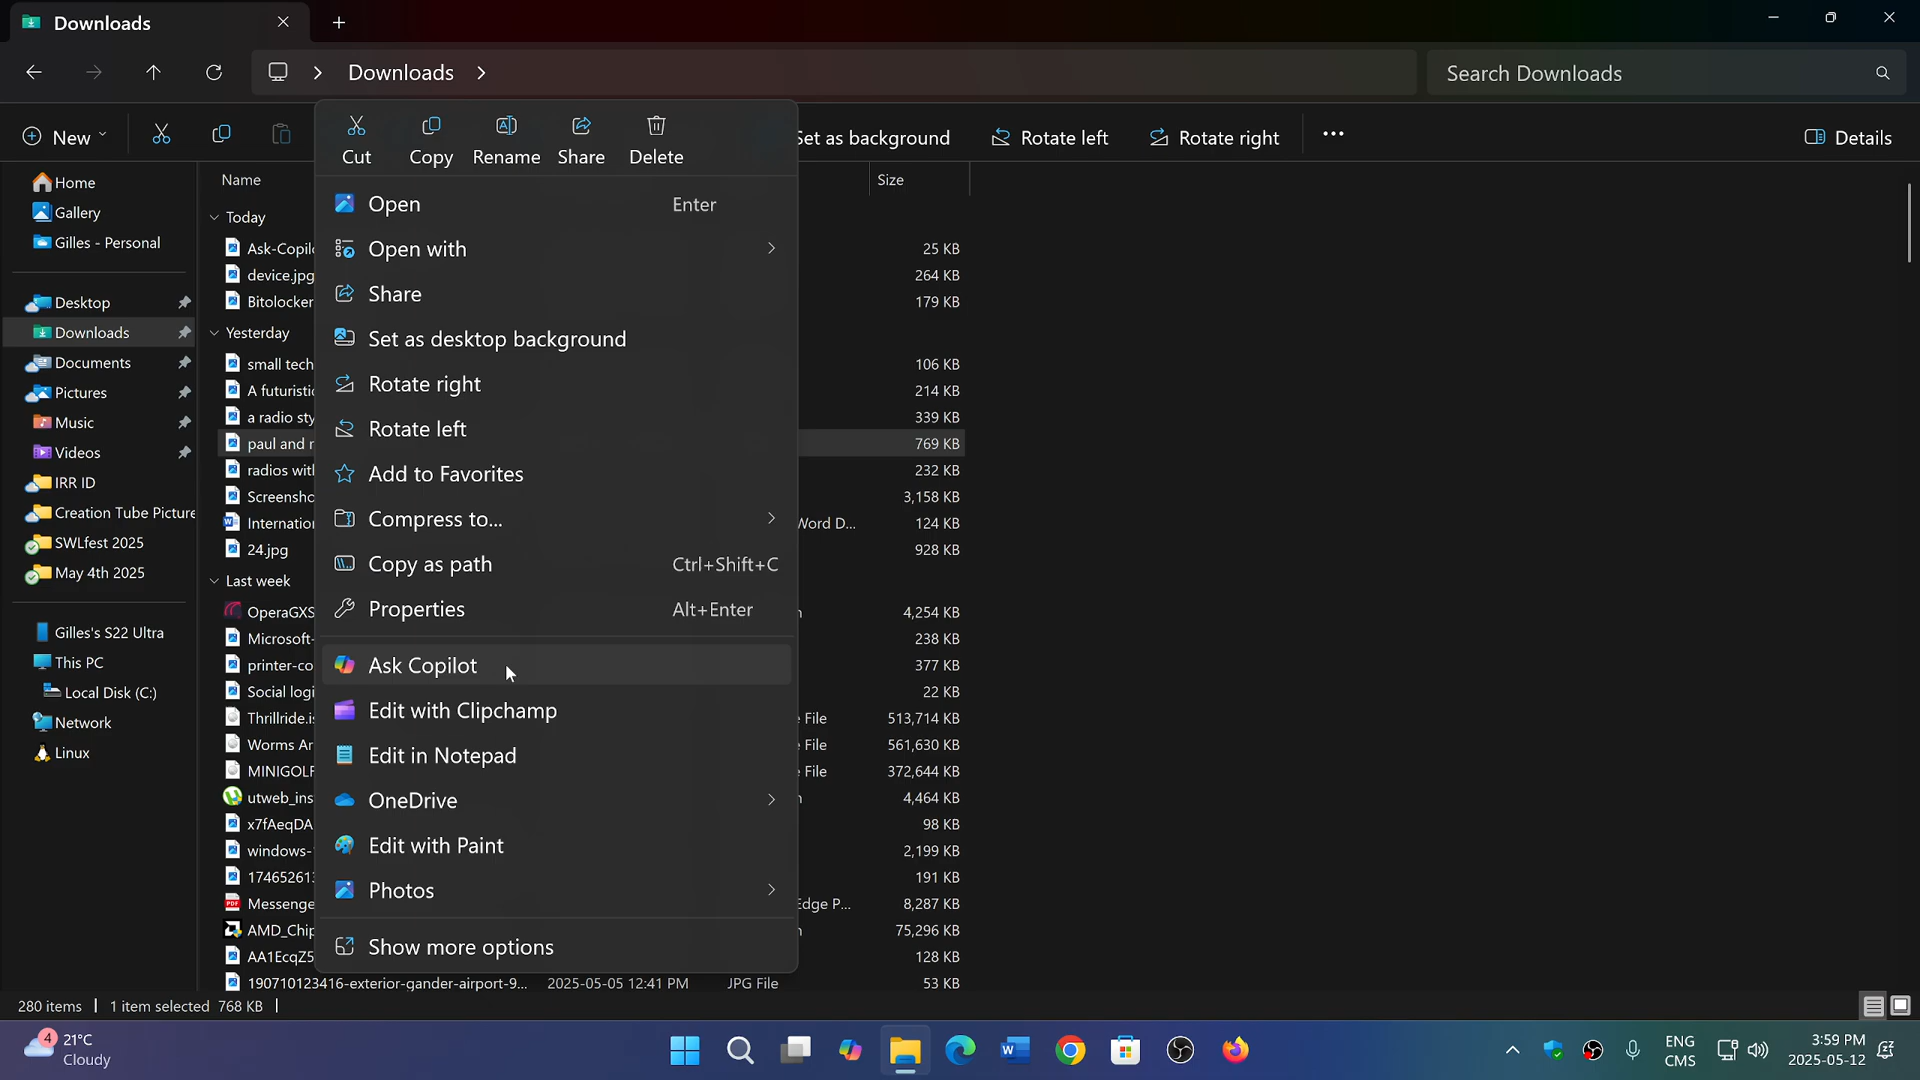 Downloads
Downloads
Search Downloads
New
Cut
Copy
Rename
Share
Delete
Set as background
Rotate left
Rotate right
Details
Home
Gallery
Gilles - Personal
Desktop
Downloads
Documents
Pictures
Music
Videos
IRR ID
Creation Tube Picture
SWLfest 2025
May 4th 2025
Gilles's S22 Ultra
This PC
Local Disk (C:)
Network
Linux
Name
Size
Today
Ask-Copil
25 KB
device.jpg
264 KB
Bitolocker
179 KB
Yesterday
small tech
106 KB
A futuristi
214 KB
a radio sty
339 KB
paul and
769 KB
radios wit
232 KB
Screensho
3,158 KB
Internation
Word D...
124 KB
24.jpg
928 KB
Last week
OperaGXS
4,254 KB
Microsoft-
238 KB
printer-co
377 KB
Social logi
22 KB
Thrillride.is
File
513,714 KB
Worms Ar
File
561,630 KB
MINIGOLF
File
372,644 KB
utweb_ins
4,464 KB
x7fAeqDA
98 KB
windows-
2,199 KB
17465261
191 KB
Messenge
Edge P...
8,287 KB
AMD_Chip
75,296 KB
AA1EcqZ5
128 KB
190710123416-exterior-gander-airport-9... 2025-05-05 12:41 PM JPG File 53 KB
Open Enter
Open with
Share
Set as desktop background
Rotate right
Rotate left
Add to Favorites
Compress to...
Copy as path Ctrl+Shift+C
Properties Alt+Enter
Ask Copilot
Edit with Clipchamp
Edit in Notepad
OneDrive
Edit with Paint
Photos
Show more options
280 items 1 item selected 768 KB
4
21°C
Cloudy
ENG
CMS
3:59 PM
2025-05-12